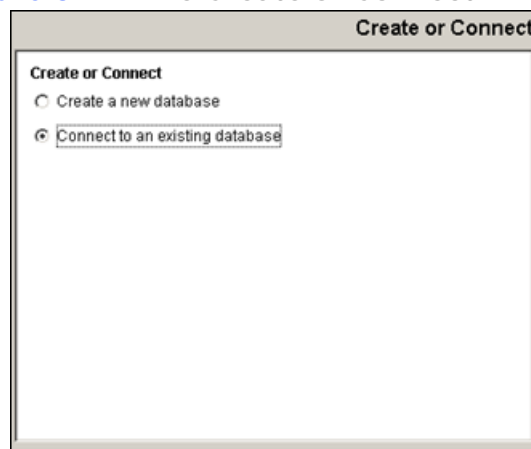 Create or Connect
Create or Connect
Create a new database
Connect to an existing database